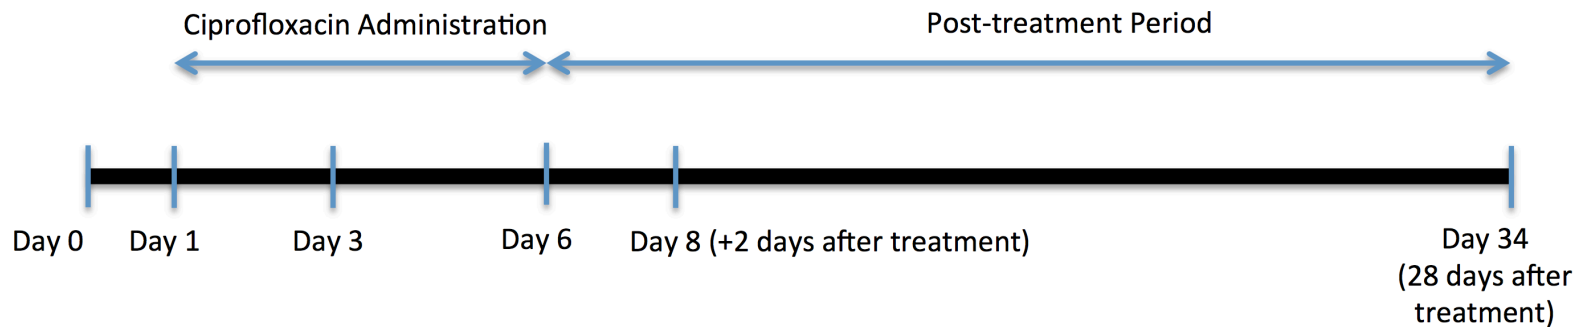 Ciprofloxacin Administration
Post-treatment Period
Day 0
Day 1
Day 3
Day 6
Day 8 (+2 days after treatment)
Day 34
(28 days after
treatment)